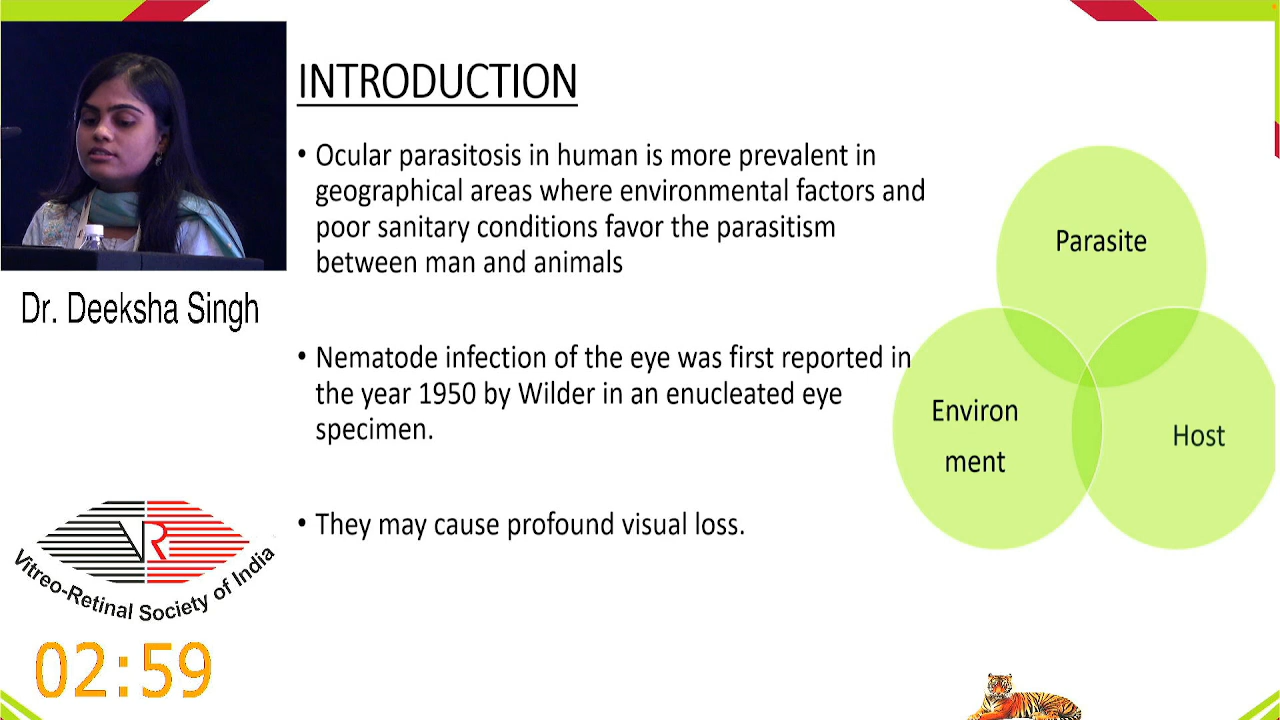 INTRODUCTION
• Ocular parasitosis in human is more prevalent in
geographical areas where environmental factors and
poor sanitary conditions favor the parasitism
between man and animals
• Nematode infection of the eye was first reported in
the year 1950 by Wilder in an enucleated eye
specimen.
• They may cause profound visual loss.
Parasite
Environ
ment
Host
Dr. Deeksha Singh
VR
Vitreo-Retinal Society of India
02:59